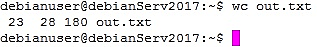 debianuser@debianServ2017:~$ wc out.txt
 23  28 180 out.txt
debianuser@debianServ2017:~$